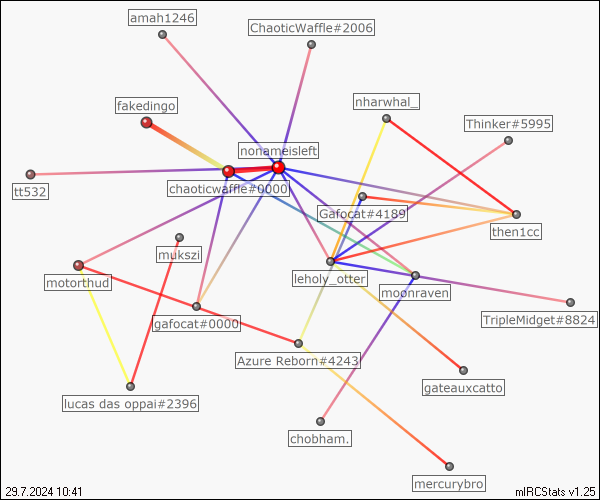 amah1246
ChaoticWaffle#2006
fakedingo
nharwhal_
Thinker#5995
nonameisleft
tt532
chaoticwaffle#0000
Gafocat#4189
then1cc
mukszi
motorthud
leholy_otter
moonraven
gafocat#0000
TripleMidget#8824
Azure Reborn#4243
gateauxcatto
lucas das oppai#2396
chobham.
mercurybro
29.7.2024 10:41
mIRCStats v1.25